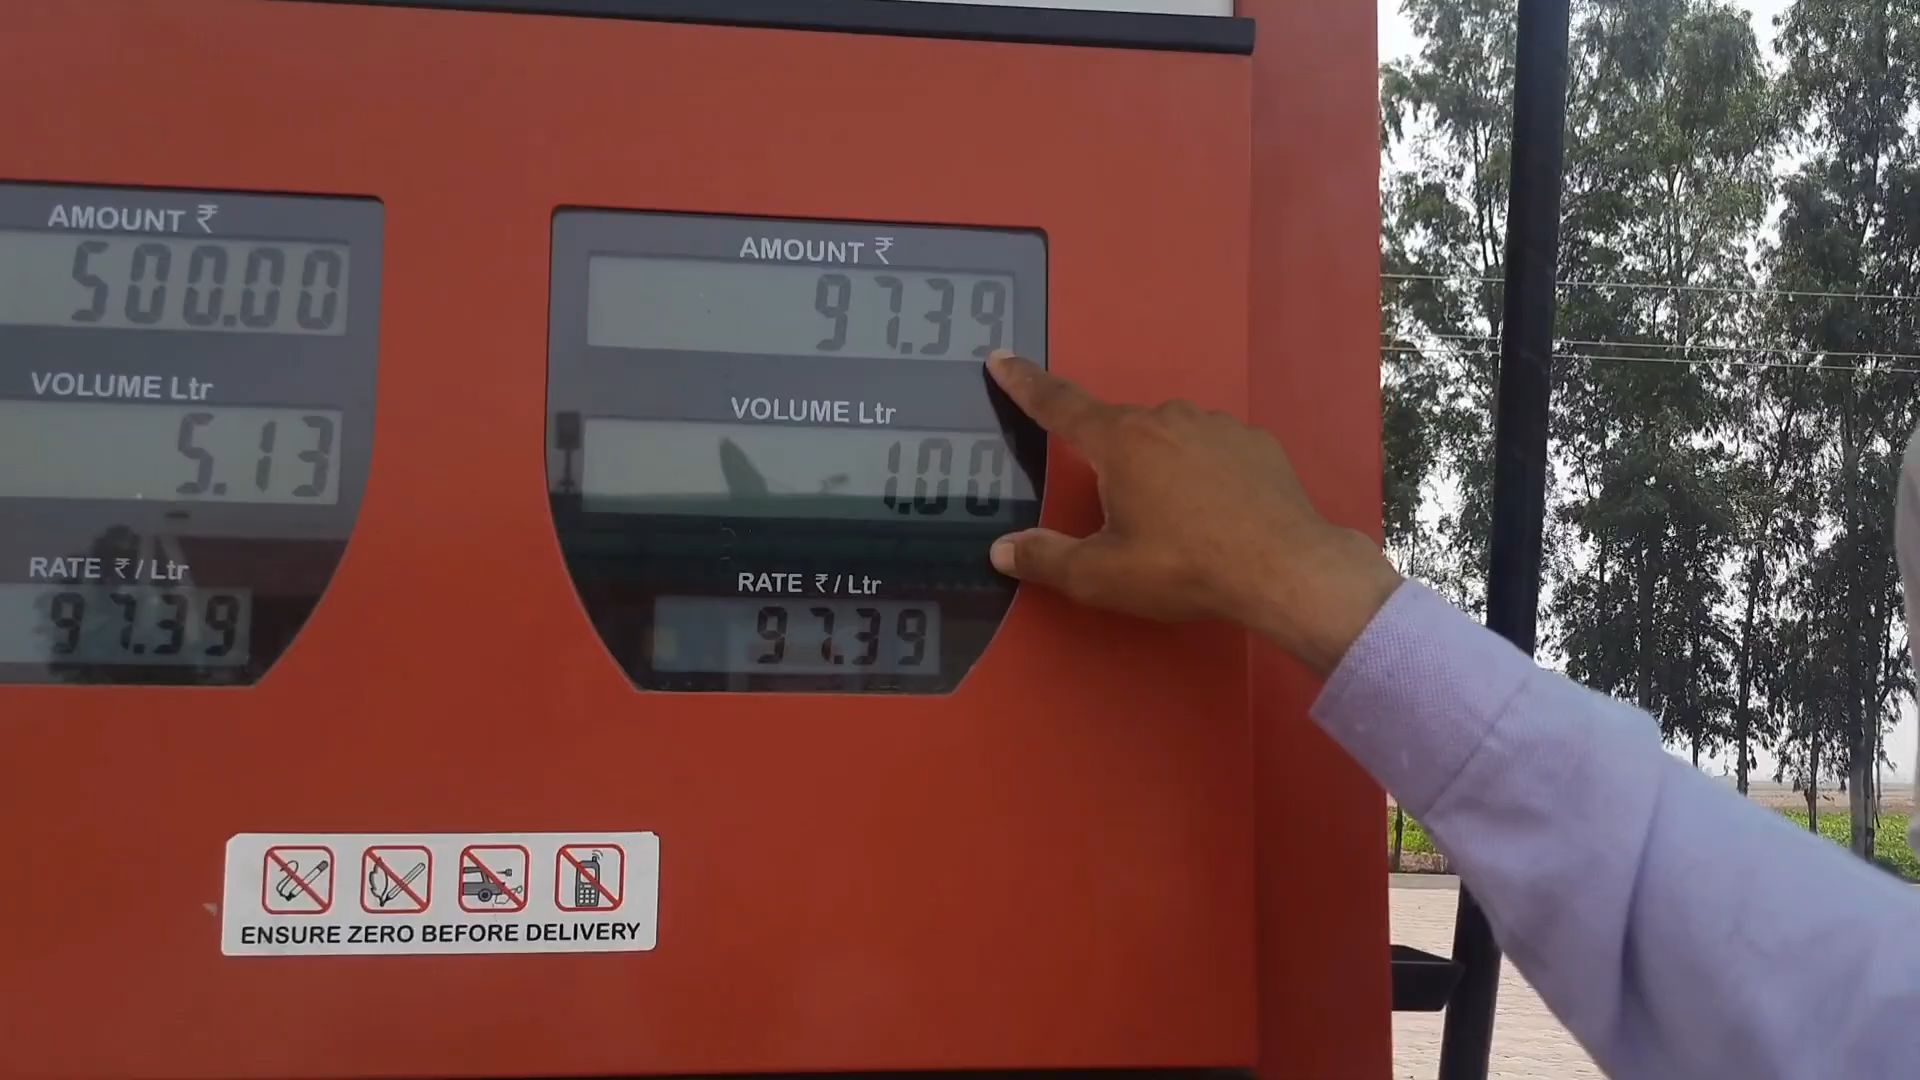 AMOUNT ₹
500.00
VOLUME Ltr
5.13
RATE ₹/Ltr
97.39
AMOUNT ₹
97.39
VOLUME Ltr
1.00
RATE ₹/Ltr
97.39
ENSURE ZERO BEFORE DELIVERY